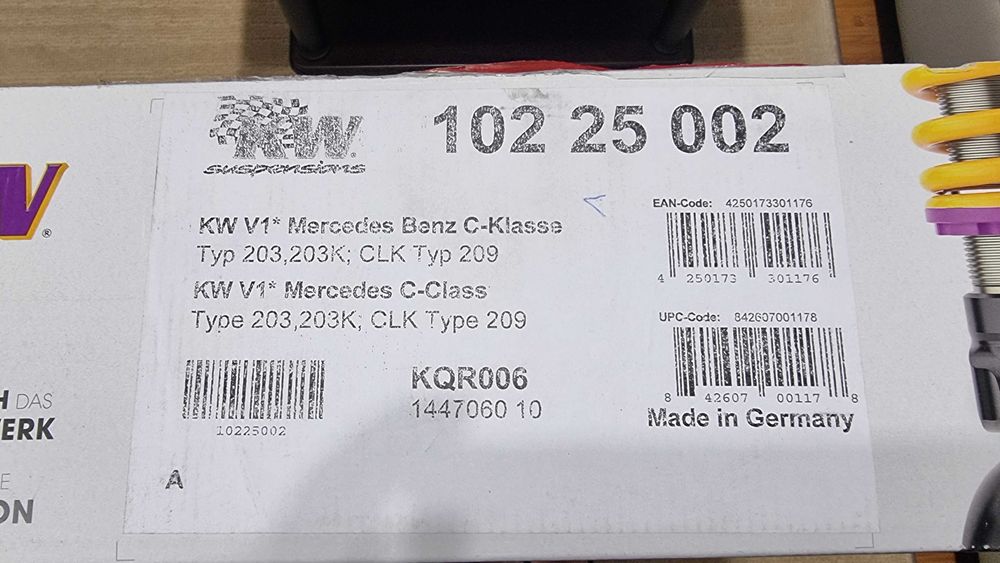 KW®
suspensions
102 25 002
KW V1* Mercedes Benz C-Klasse
Typ 203,203K; CLK Typ 209
KW V1* Mercedes C-Class
Type 203,203K; CLK Type 209
EAN-Code: 4250173301176
4 250173 301176
UPC-Code: 842607001178
8 42607 00117 8
Made in Germany
10225002
KQR006
1447060 10
A
W®
H DAS
ERK
E
ON